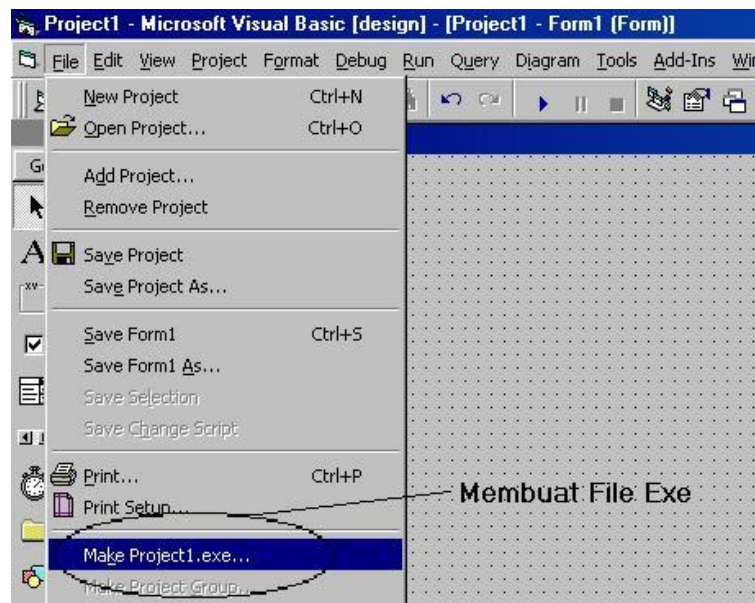 Project1 - Microsoft Visual Basic [design] - [Project1 - Form1 (Form)]
File Edit View Project Format Debug Run Query Diagram Tools Add-Ins
New Project Ctrl+N
Open Project... Ctrl+O
Add Project...
Remove Project
Save Project
Save Project As...
Save Form1 Ctrl+S
Save Form1 As...
Save Selection
Save Change Script
Print... Ctrl+P
Print Setup...
Membuat File Exe
Make Project1.exe...
Make Project Group...